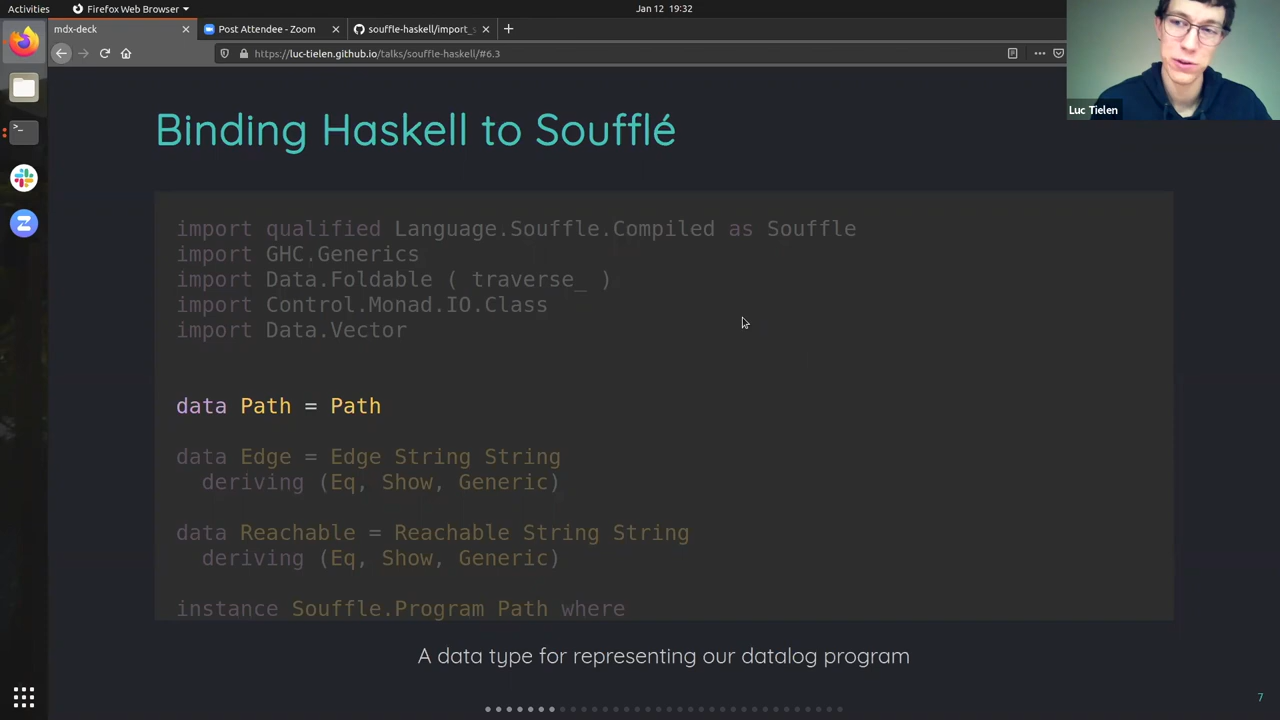 Activities
Firefox Web Browser
Jan 12 19:32
mdx-deck
Post Attendee - Zoom
souffle-haskell/import_s
https://luc-tielen.github.io/talks/souffle-haskell/#6.3
Luc Tielen
Binding Haskell to Soufflé
import qualified Language.Souffle.Compiled as Souffle
import GHC.Generics
import Data.Foldable ( traverse_ )
import Control.Monad.IO.Class
import Data.Vector
data Path = Path
data Edge = Edge String String
deriving (Eq, Show, Generic)
data Reachable = Reachable String String
deriving (Eq, Show, Generic)
instance Souffle.Program Path where
A data type for representing our datalog program
7